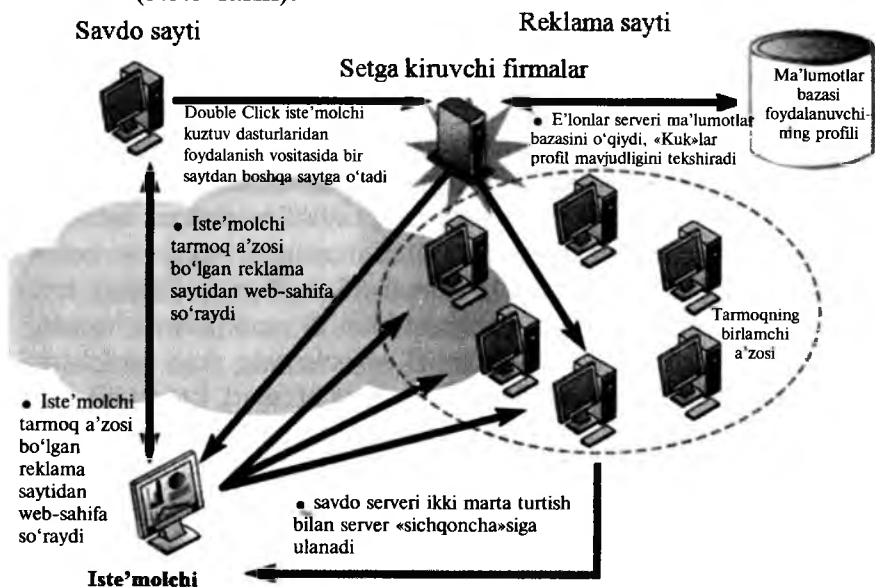 Savdo sayti
Reklama sayti
Setga kiruvchi firmalar
Ma’lumotlar
bazasi
foydalanuvchi-
ning profili
Double Click iste’molchi
kuztuv dasturlaridan
foydalanish vositasida bir
saytdan boshqa saytga o‘tadi
• E’lonlar serveri ma’lumotlar
bazasini o‘qiydi, «Kuk»lar
profil mavjudligini tekshiradi
• Iste’molchi
tarmoq a’zosi
bo‘lgan reklama
saytidan web-sahifa
so‘raydi
Tarmoqning
birlamchi
a’zosi
• Iste’molchi
tarmoq a’zosi
bo‘lgan
reklama
saytidan
web-sahifa
so‘raydi
• savdo serveri ikki marta turtish
bilan server «sichqoncha»siga
ulanadi
Iste’molchi